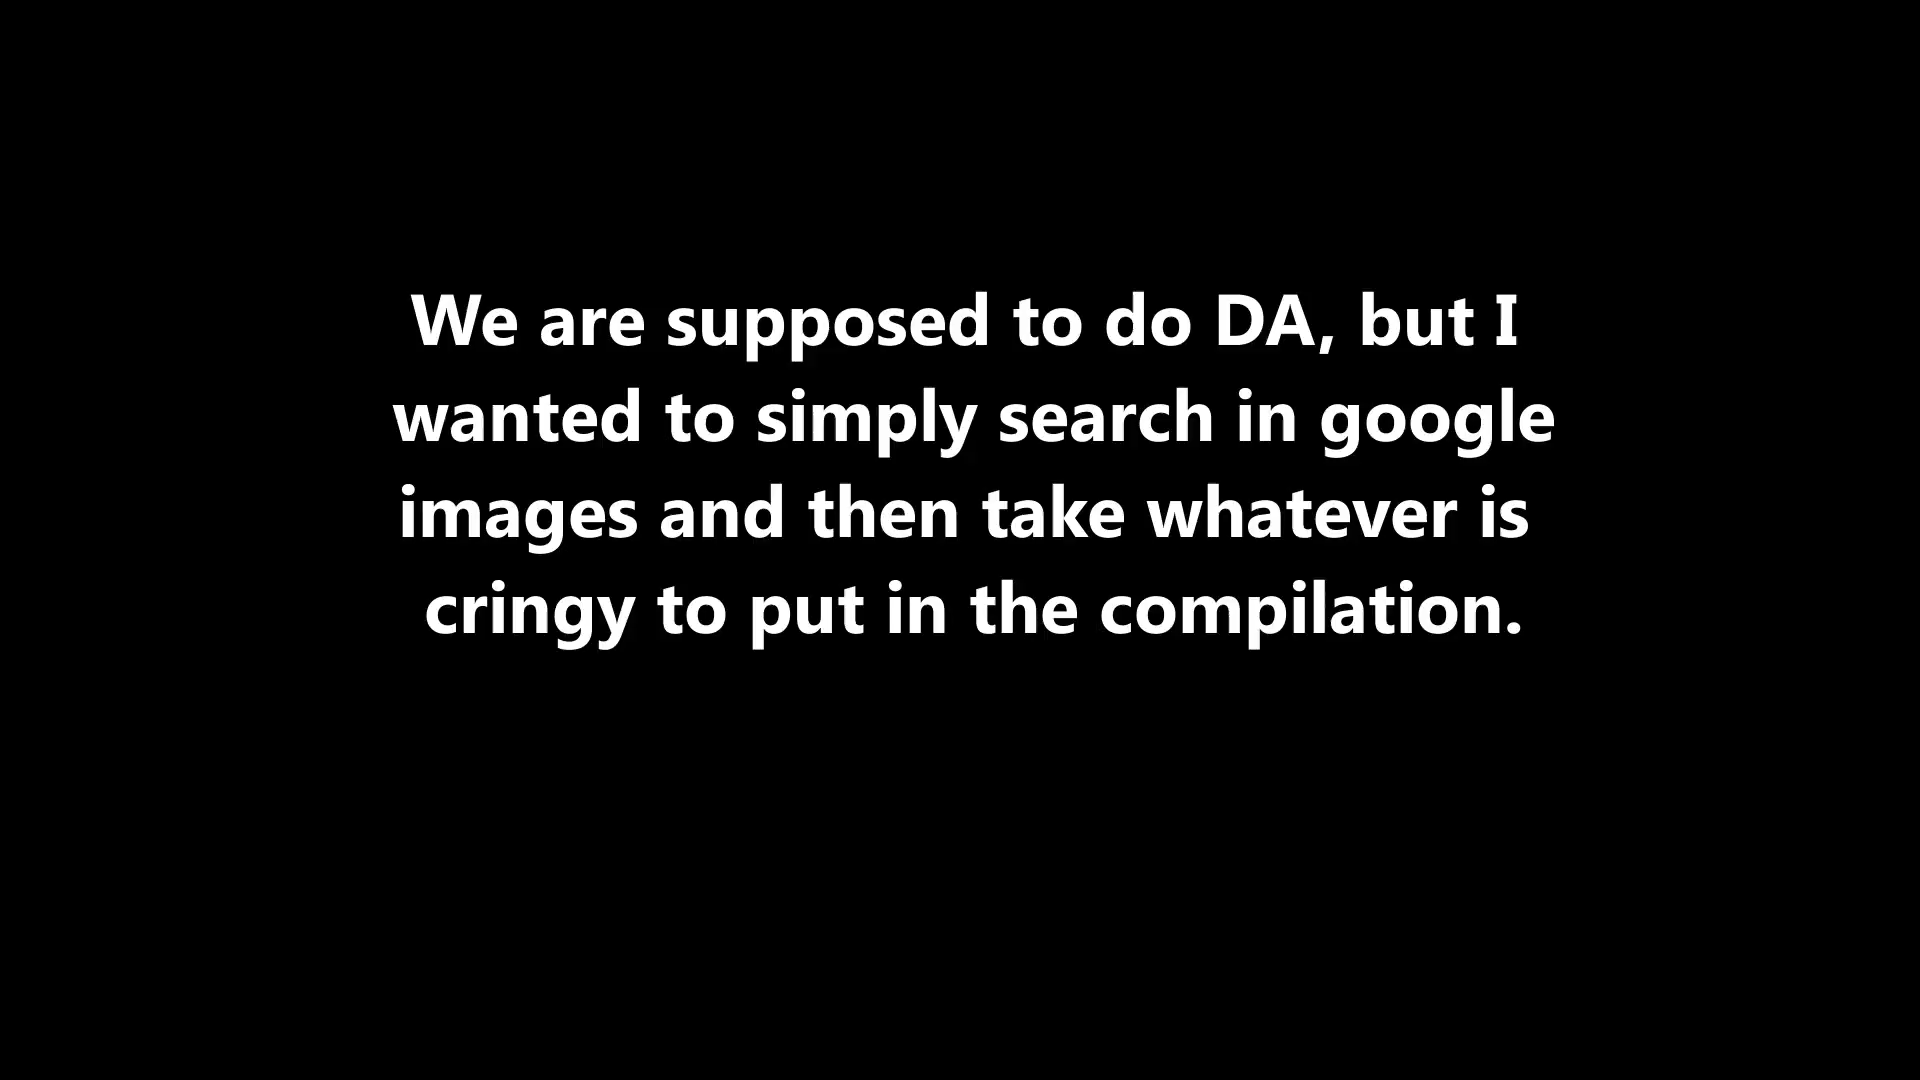 We are supposed to do DA, but I
wanted to simply search in google
images and then take whatever is
cringy to put in the compilation.